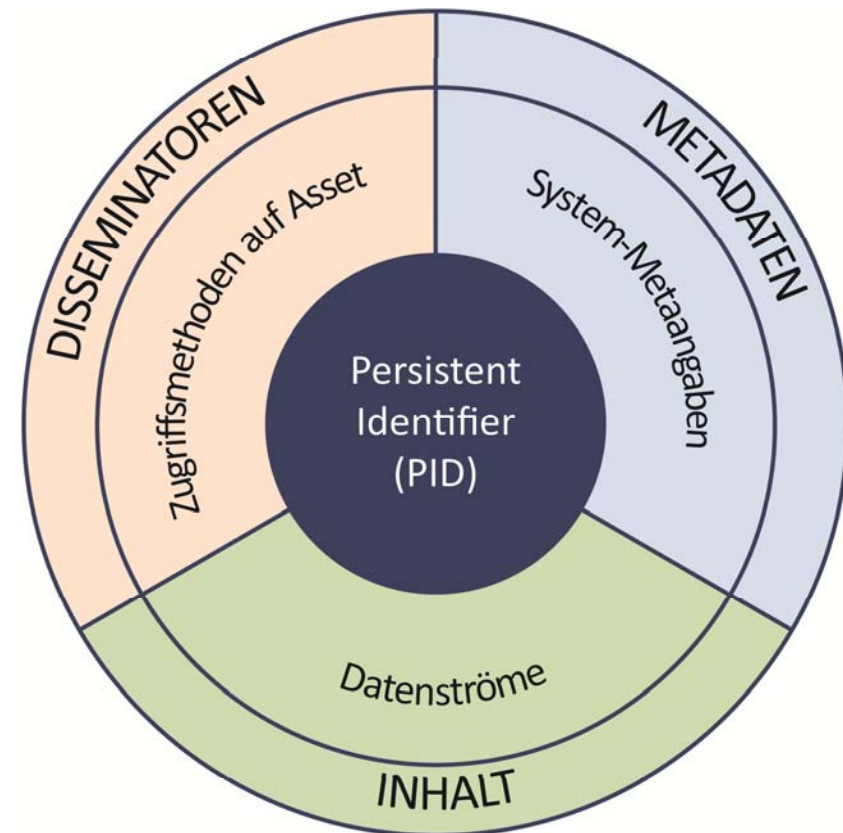 DISSEMINATOREN
Zugriffsmethoden auf Asset
METADATEN
System-Metaangaben
Persistent
Identifier
(PID)
Datenströme
INHALT